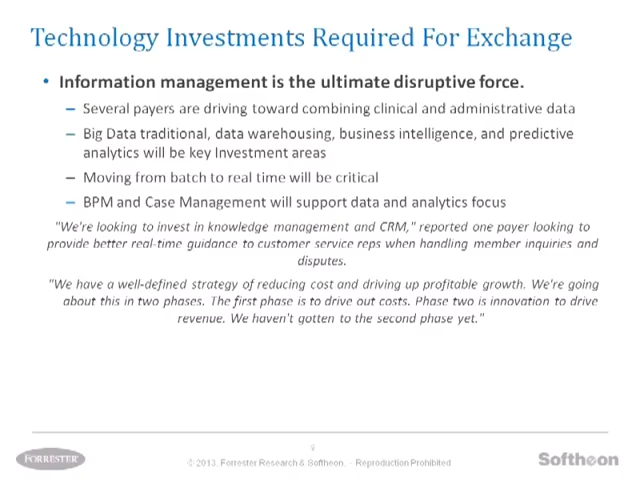 Technology Investments Required For Exchange
• Information management is the ultimate disruptive force.
– Several payers are driving toward combining clinical and administrative data
– Big Data traditional, data warehousing, business intelligence, and predictive
analytics will be key Investment areas
– Moving from batch to real time will be critical
– BPM and Case Management will support data and analytics focus
"We're looking to invest in knowledge management and CRM," reported one payer looking to
provide better real-time guidance to customer service reps when handling member inquiries and
disputes.
"We have a well-defined strategy of reducing cost and driving up profitable growth. We're going
about this in two phases. The first phase is to drive out costs. Phase two is innovation to drive
revenue. We haven't gotten to the second phase yet."
9
© 2013, Forrester Research & Softheon. - Reproduction Prohibited
FORRESTER
Softheon